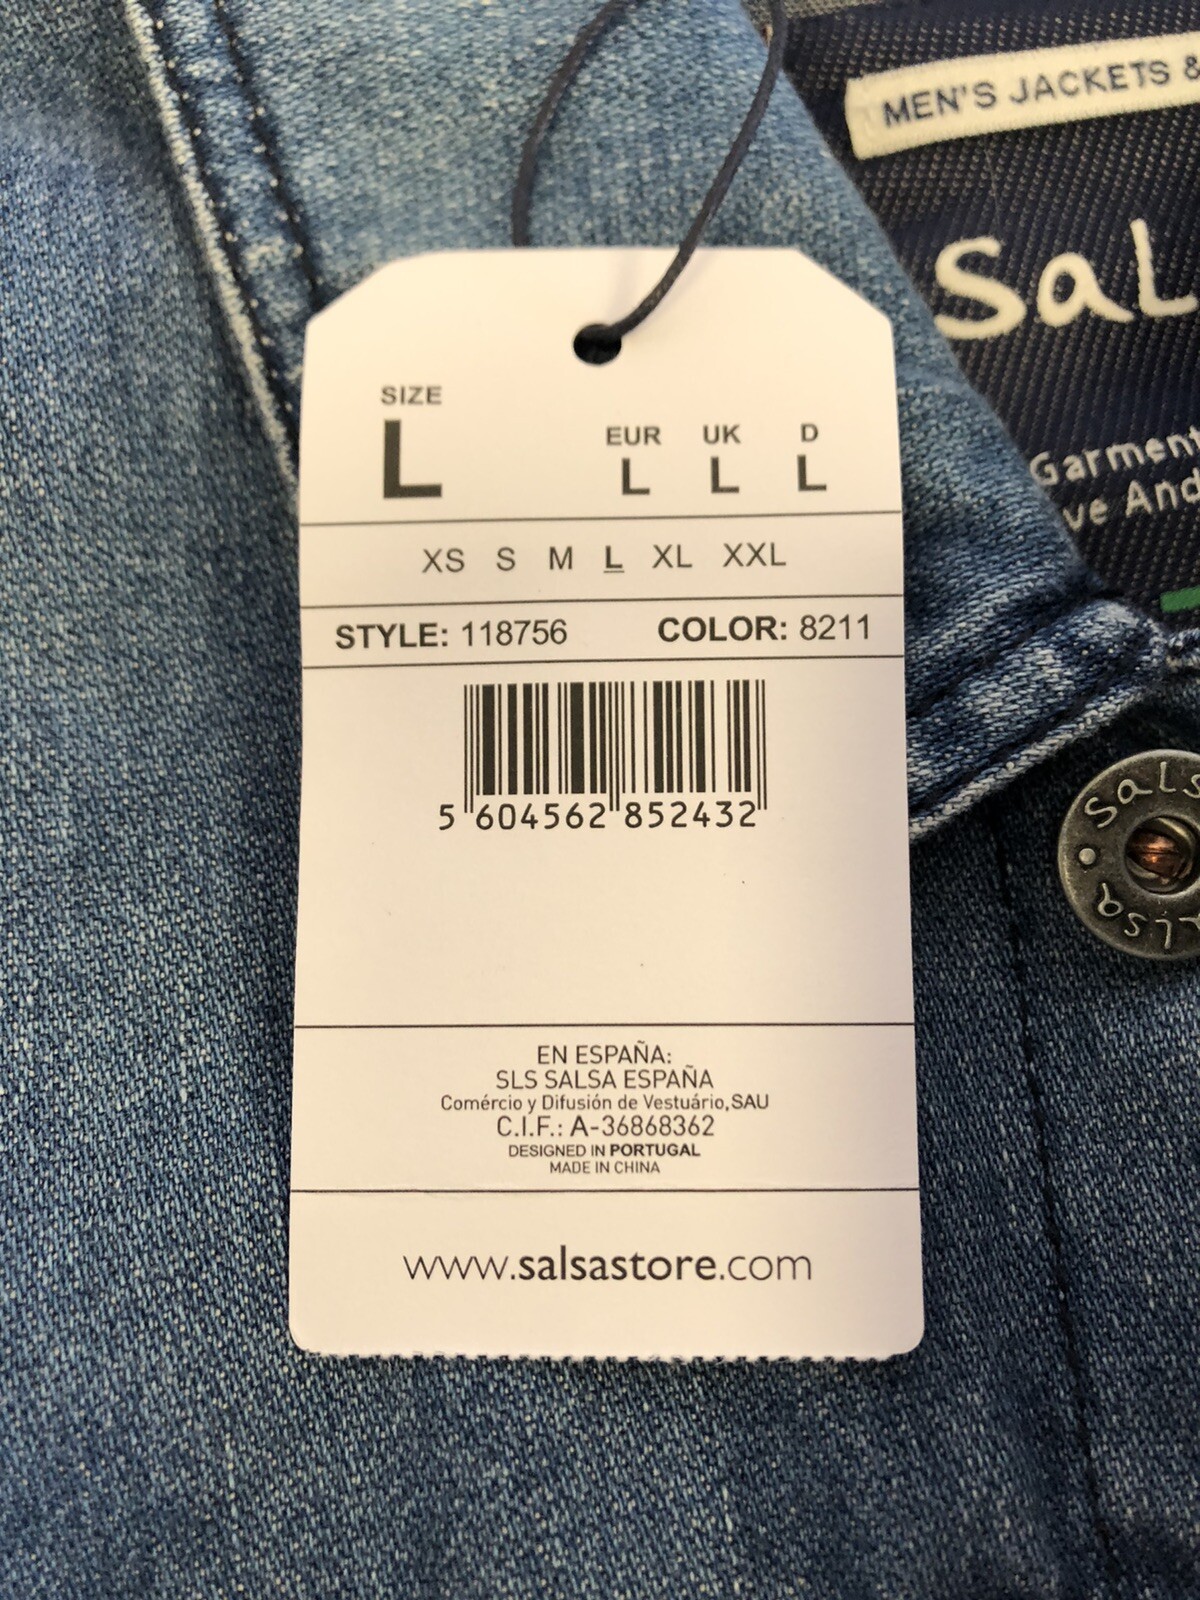 MEN'S JACKETS &
SaL
Garment
ve And
SIZE
L
EUR UK D
L L L
XS S M L XL XXL
STYLE: 118756 COLOR: 8211
5 604562 852432
EN ESPAÑA:
SLS SALSA ESPAÑA
Comércio y Difusión de Vestuário,SAU
C.I.F.: A-36868362
DESIGNED IN PORTUGAL
MADE IN CHINA
www.salsastore.com
saLs
aLsa